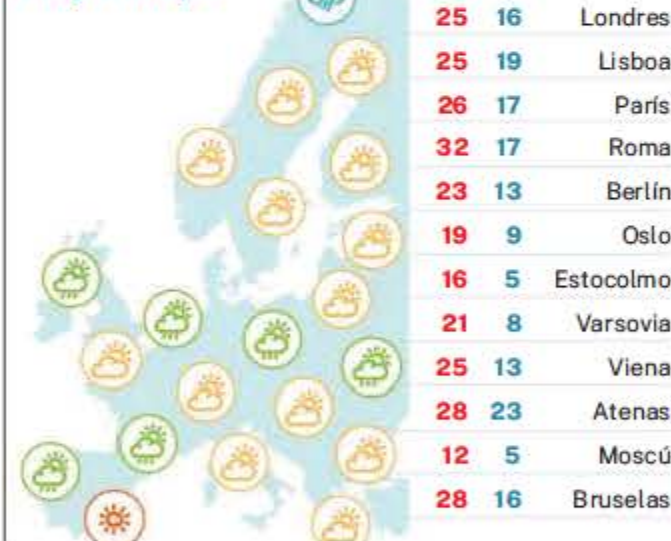 25 16 Londres
25 19 Lisboa
26 17 París
32 17 Roma
23 13 Berlín
19 9 Oslo
16 5 Estocolmo
21 8 Varsovia
25 13 Viena
28 23 Atenas
12 5 Moscú
28 16 Bruselas